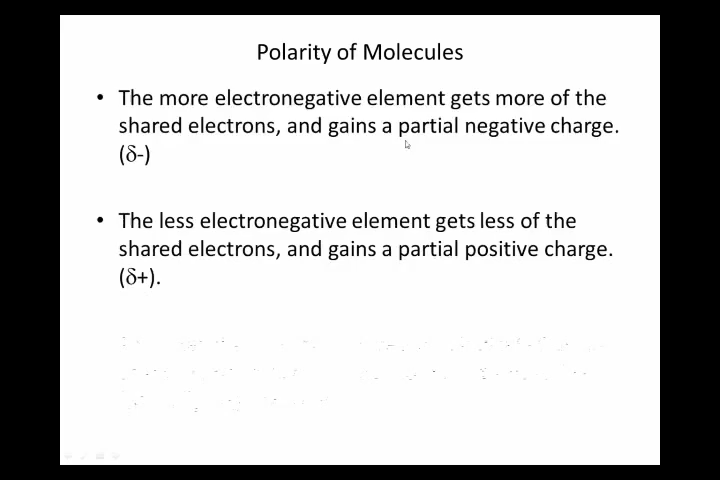 Polarity of Molecules
• The more electronegative element gets more of the
shared electrons, and gains a partial negative charge.
(δ-)
• The less electronegative element gets less of the
shared electrons, and gains a partial positive charge.
(δ+).